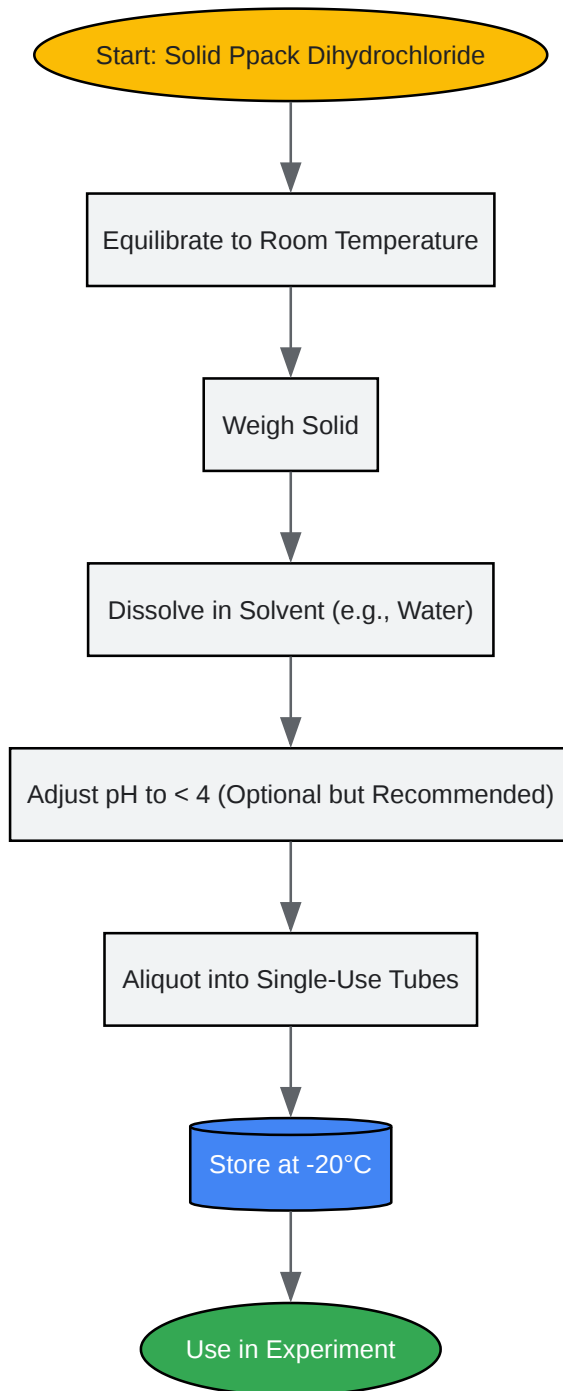 Start: Solid Ppack Dihydrochloride
Equilibrate to Room Temperature
Weigh Solid
Dissolve in Solvent (e.g., Water)
Adjust pH to < 4 (Optional but Recommended)
Aliquot into Single-Use Tubes
Store at -20°C
Use in Experiment